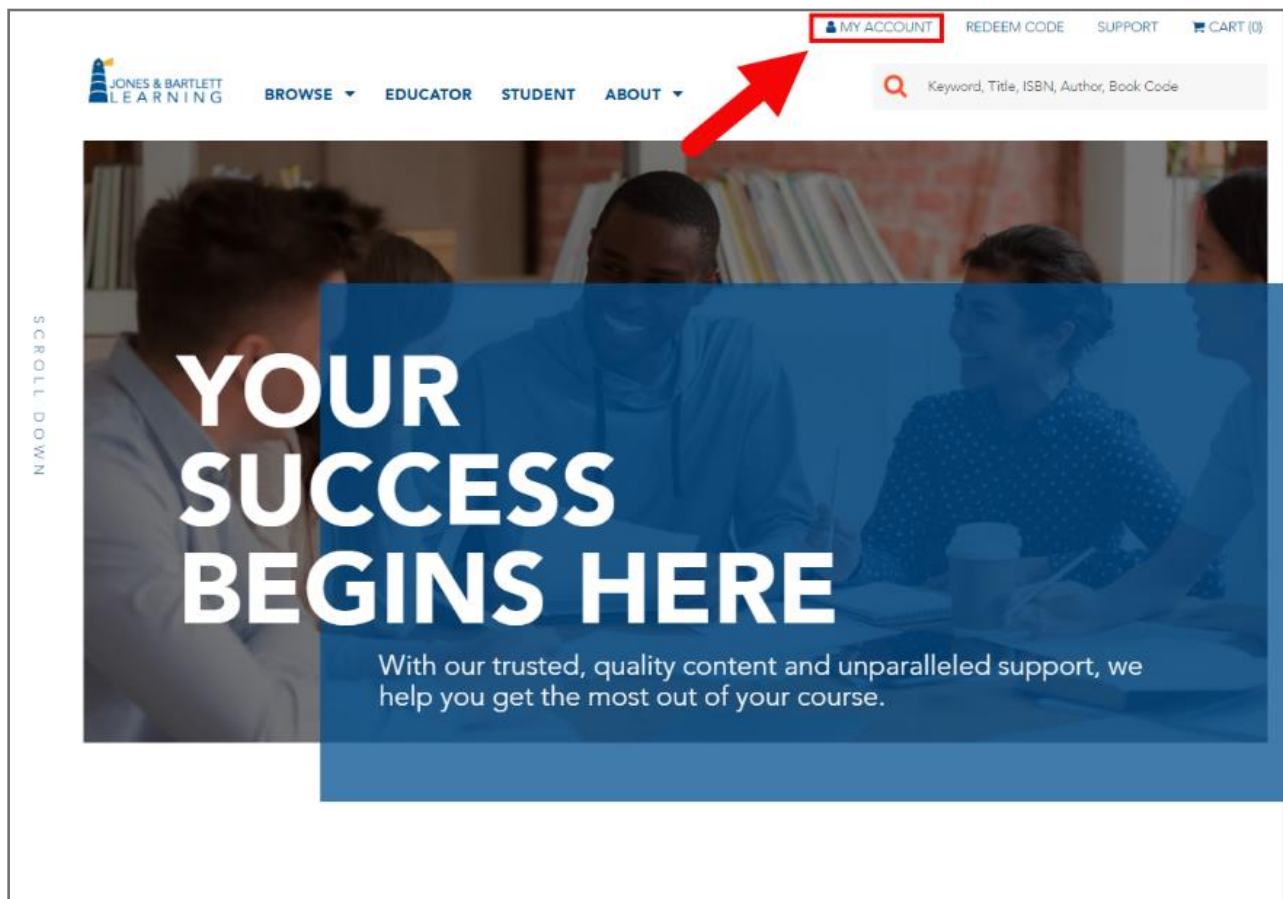 MY ACCOUNT REDEEM CODE SUPPORT CART (0)
JONES & BARTLETT
LEARNING
BROWSE EDUCATOR STUDENT ABOUT
Keyword, Title, ISBN, Author, Book Code
SCROLL DOWN
YOUR
SUCCESS
BEGINS HERE
With our trusted, quality content and unparalleled support, we
help you get the most out of your course.